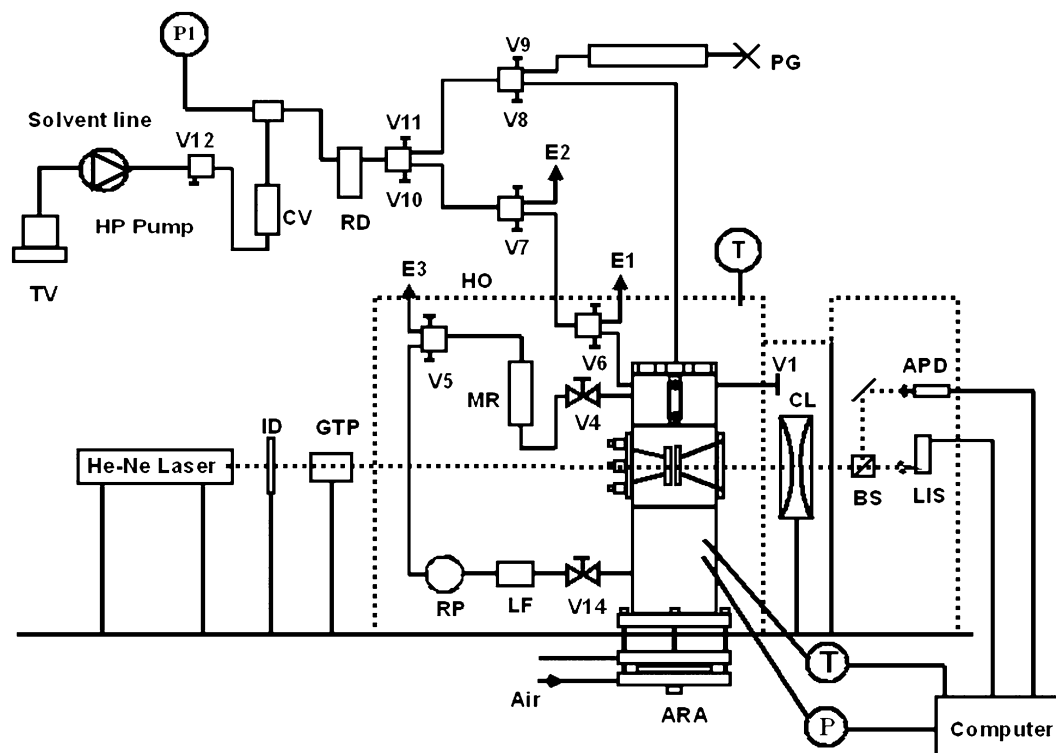 P1
V9
PG
Solvent line
V11
V8
V12
E2
V10
HP Pump
CV
RD
V7
T
TV
E3
HO
E1
V5
V6
V1
APD
MR
V4
CL
ID
GTP
He-Ne Laser
BS
LIS
RP
LF
V14
T
Air
ARA
P
Computer